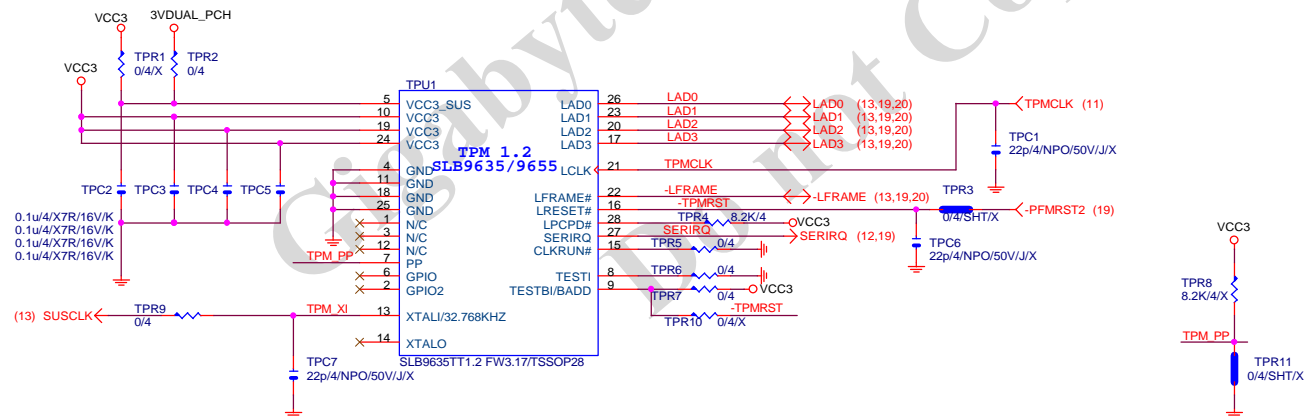 VCC3
3VDUAL_PCH
TPR1
0/4/X
TPR2
0/4
VCC3
TPU1
5
VCC3_SUS
10
VCC3
19
VCC3
24
VCC3
TPM 1.2
SLB9635/9655
4
GND
11
GND
18
GND
25
GND
1
N/C
3
N/C
12
N/C
TPM_PP
7
PP
6
GPIO
2
GPIO2
13
XTALI/32.768KHZ
14
XTALO
SLB9635TT1.2 FW3.17/TSSOP28
TPC2
TPC3
TPC4
TPC5
0.1u/4/X7R/16V/K
0.1u/4/X7R/16V/K
0.1u/4/X7R/16V/K
0.1u/4/X7R/16V/K
(13) SUSCLK
TPR9
0/4
TPM_XI
TPC7
22p/4/NPO/50V/J/X
LAD0
26
LAD0
LAD0 (13,19,20)
LAD1
23
LAD1
LAD1 (13,19,20)
LAD2
20
LAD2
LAD2 (13,19,20)
LAD3
17
LAD3
LAD3 (13,19,20)
LCLK
21
TPMCLK
TPMCLK (11)
TPC1
22p/4/NPO/50V/J/X
LFRAME#
22
-LFRAME
-LFRAME (13,19,20)
LRESET#
16
-TPMRST
TPR3
0/4/SHT/X
-PFMRST2 (19)
TPC6
22p/4/NPO/50V/J/X
LPCPD#
28
TPR4
8.2K/4
VCC3
SERIRQ
27
SERIRQ
SERIRQ (12,19)
CLKRUN#
15
TPR5
0/4
TESTI
8
TPR6
0/4
TESTBI/BADD
9
TPR7
0/4
VCC3
TPR10
0/4/X
-TPMRST
VCC3
TPR8
8.2K/4/X
TPM_PP
TPR11
0/4/SHT/X
Gigabyte
Do not Co